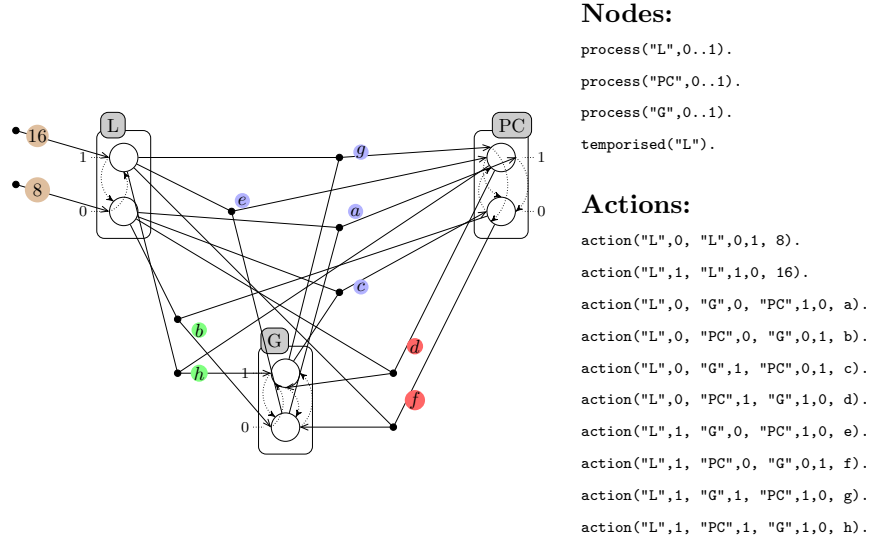 Nodes:
process("L",0..1).
process("PC",0..1).
process("G",0..1).
temporised("L").
Actions:
action("L",0, "L",0,1, 8).
action("L",1, "L",1,0, 16).
action("L",0, "G",0, "PC",1,0, a).
action("L",0, "PC",0, "G",0,1, b).
action("L",0, "G",1, "PC",0,1, c).
action("L",0, "PC",1, "G",1,0, d).
action("L",1, "G",0, "PC",1,0, e).
action("L",1, "PC",0, "G",0,1, f).
action("L",1, "G",1, "PC",1,0, g).
action("L",1, "PC",1, "G",1,0, h).
L
PC
16
1
g
1
8
0
e
a
0
c
b
G
d
1
h
f
0